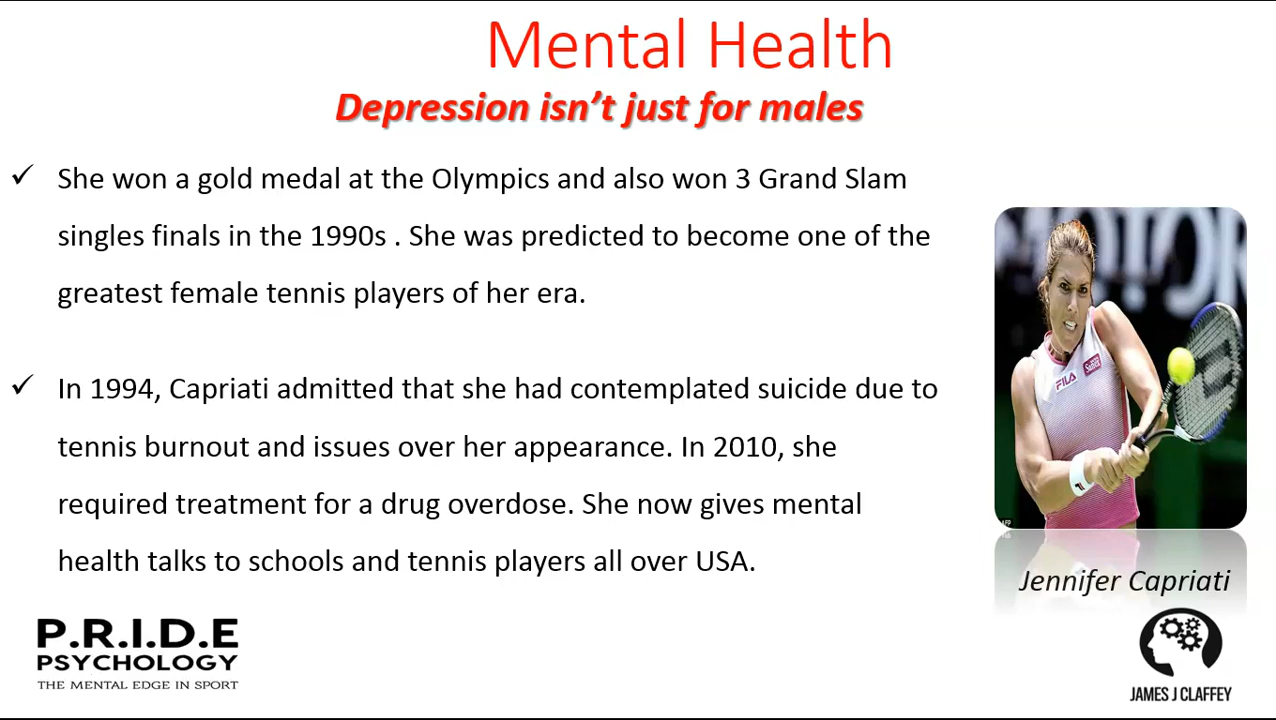 Mental Health
Depression isn't just for males
✓ She won a gold medal at the Olympics and also won 3 Grand Slam
singles finals in the 1990s . She was predicted to become one of the
greatest female tennis players of her era.
✓ In 1994, Capriati admitted that she had contemplated suicide due to
tennis burnout and issues over her appearance. In 2010, she
required treatment for a drug overdose. She now gives mental
health talks to schools and tennis players all over USA.
FILA
Jennifer Capriati
P.R.I.D.E
PSYCHOLOGY
THE MENTAL EDGE IN SPORT
JAMES J CLAFFEY